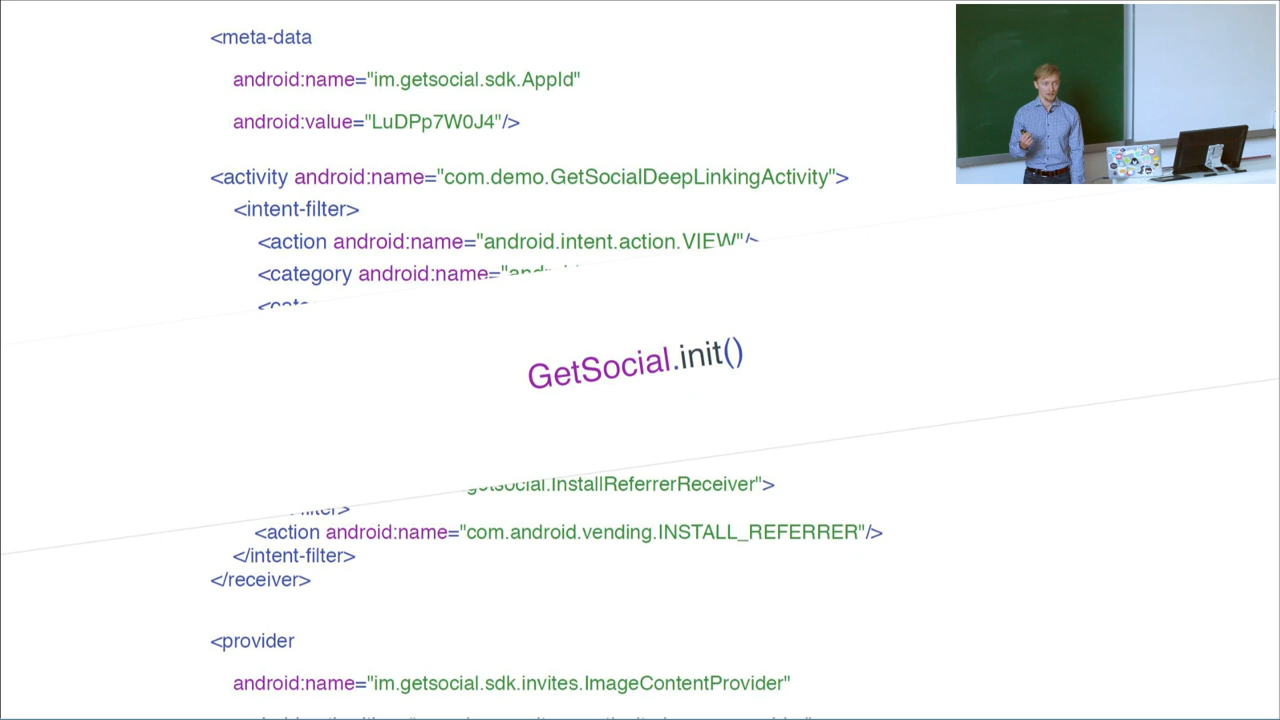 <meta-data
android:name="im.getsocial.sdk.AppId"
android:value="LuDPp7W0J4"/>
<activity android:name="com.demo.GetSocialDeepLinkingActivity">
<intent-filter>
<action android:name="android.intent.action.VIEW"/>
<category android:name="
GetSocial.init()
getsocial.InstallReferrerReceiver">
<action android:name="com.android.vending.INSTALL_REFERRER"/>
</intent-filter>
</receiver>
<provider
android:name="im.getsocial.sdk.invites.ImageContentProvider"